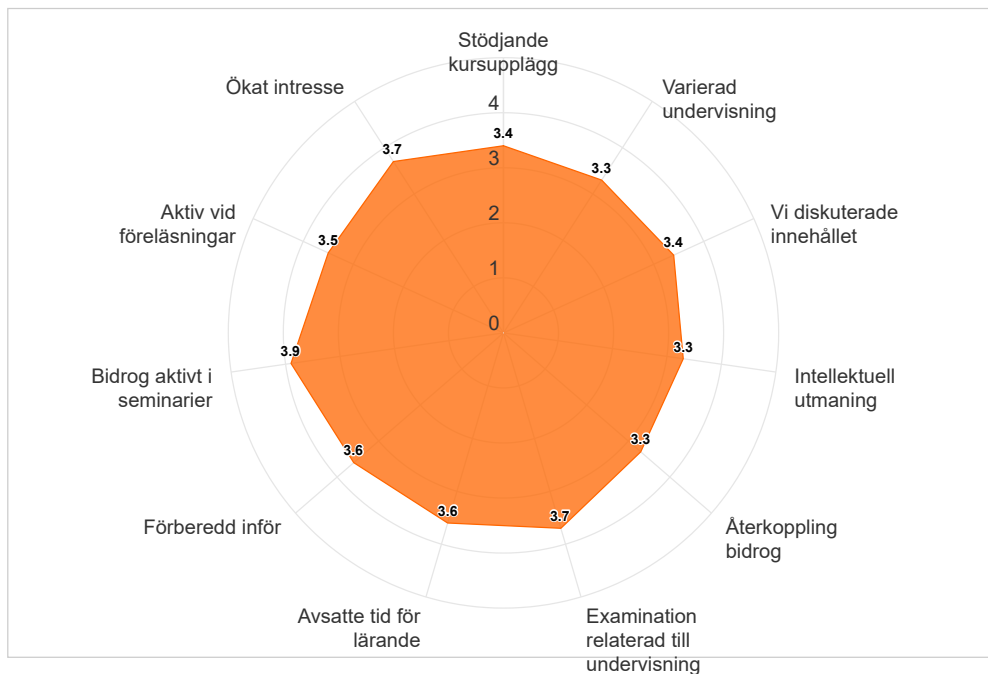 Stödjande
kursupplägg
Ökat intresse
Varierad
undervisning
4
3.4
3.7
3
3.3
Aktiv vid
föreläsningar
Vi diskuterade
innehållet
2
3.5
3.4
1
0
3.9
3.3
Bidrog aktivt i
seminarier
Intellektuell
utmaning
3.6
3.3
Förberedd inför
Återkoppling
bidrog
3.6
3.7
Avsatte tid för
lärande
Examination
relaterad till
undervisning